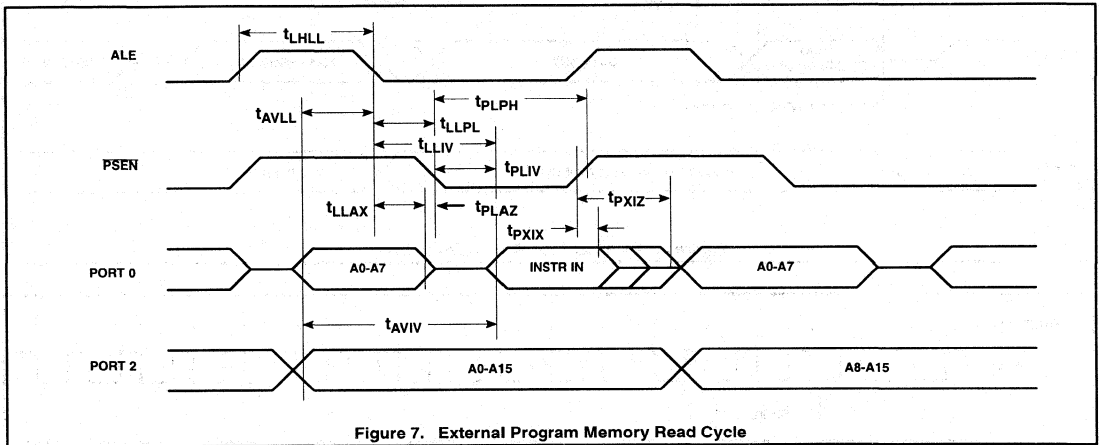 tLHLL
ALE
tPLPH
tAVLL
tLLPL
tLLIV
PSEN
tPLIV
tLLAX
tPLAZ
tPXIZ
tPXIX
PORT 0
A0-A7
INSTR IN
A0-A7
tAVIV
PORT 2
A0-A15
A8-A15
Figure 7. External Program Memory Read Cycle